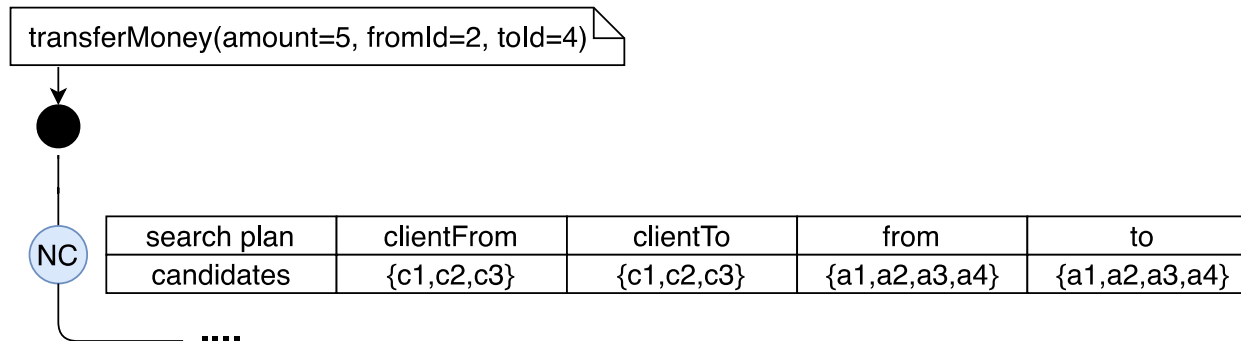 transferMoney(amount=5, fromId=2, toId=4)
NC
search plan clientFrom clientTo from to
candidates {c1,c2,c3} {c1,c2,c3} {a1,a2,a3,a4} {a1,a2,a3,a4}